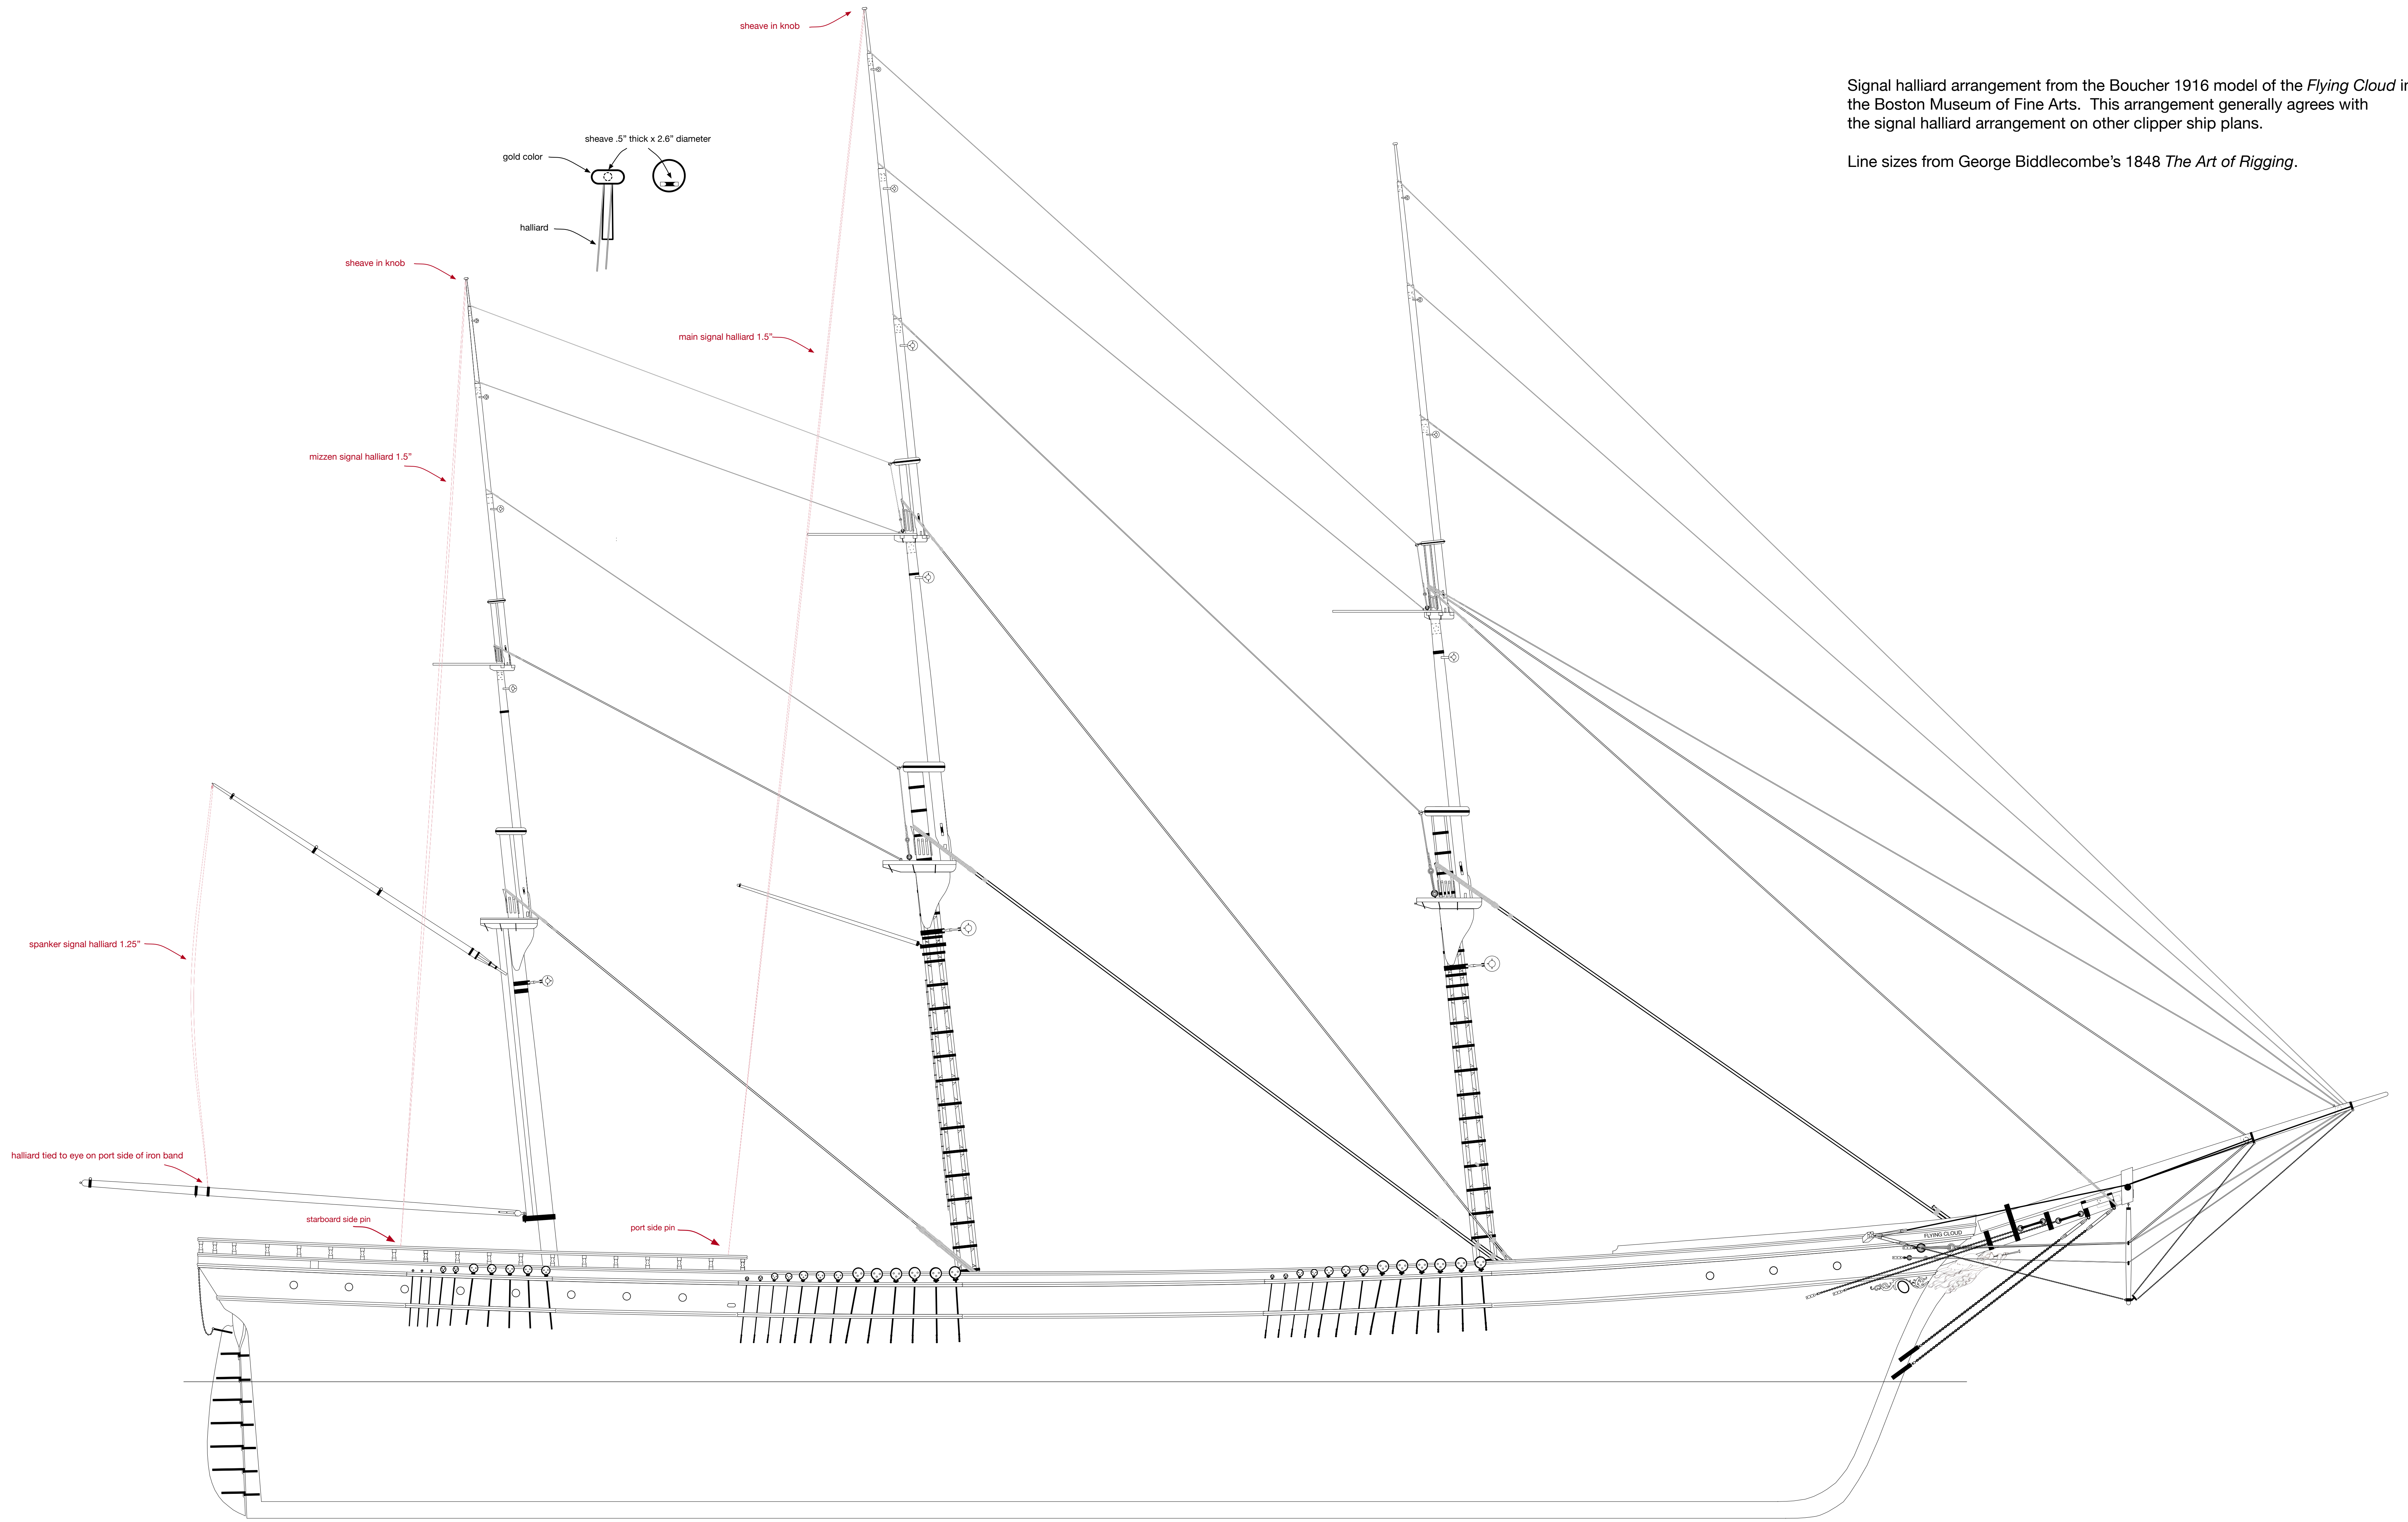 sheave in knob
Signal halliard arrangement from the Boucher 1916 model of the Flying Cloud in
the Boston Museum of Fine Arts.  This arrangement generally agrees with
the signal halliard arrangement on other clipper ship plans.
Line sizes from George Biddlecombe’s 1848 The Art of Rigging.
sheave .5” thick x 2.6” diameter
gold color
halliard
sheave in knob
main signal halliard 1.5”
mizzen signal halliard 1.5”
spanker signal halliard 1.25”
halliard tied to eye on port side of iron band
starboard side pin
port side pin
FLYING CLOUD